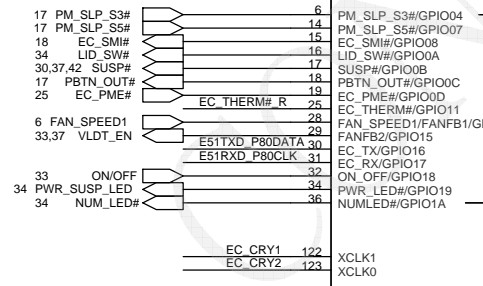 17 PM_SLP_S3# 6 PM_SLP_S3#/GPIO04
17 PM_SLP_S5# 14 PM_SLP_S5#/GPIO07
18 EC_SMI# 15 EC_SMI#/GPIO08
34 LID_SW# 16 LID_SW#/GPIO0A
30,37,42 SUSP# 17 SUSP#/GPIO0B
17 PBTN_OUT# 18 PBTN_OUT#/GPIO0C
25 EC_PME# 19 EC_PME#/GPIO0D
EC_THERM#_R 25 EC_THERM#/GPIO11
6 FAN_SPEED1 28 FAN_SPEED1/FANFB1/G
33,37 VLDT_EN 29 FANFB2/GPIO15
E51TXD_P80DATA 30 EC_TX/GPIO16
E51RXD_P80CLK 31 EC_RX/GPIO17
33 ON/OFF 32 ON_OFF/GPIO18
34 PWR_SUSP_LED 34 PWR_LED#/GPIO19
34 NUM_LED# 36 NUMLED#/GPIO1A
EC_CRY1 122 XCLK1
EC_CRY2 123 XCLK0